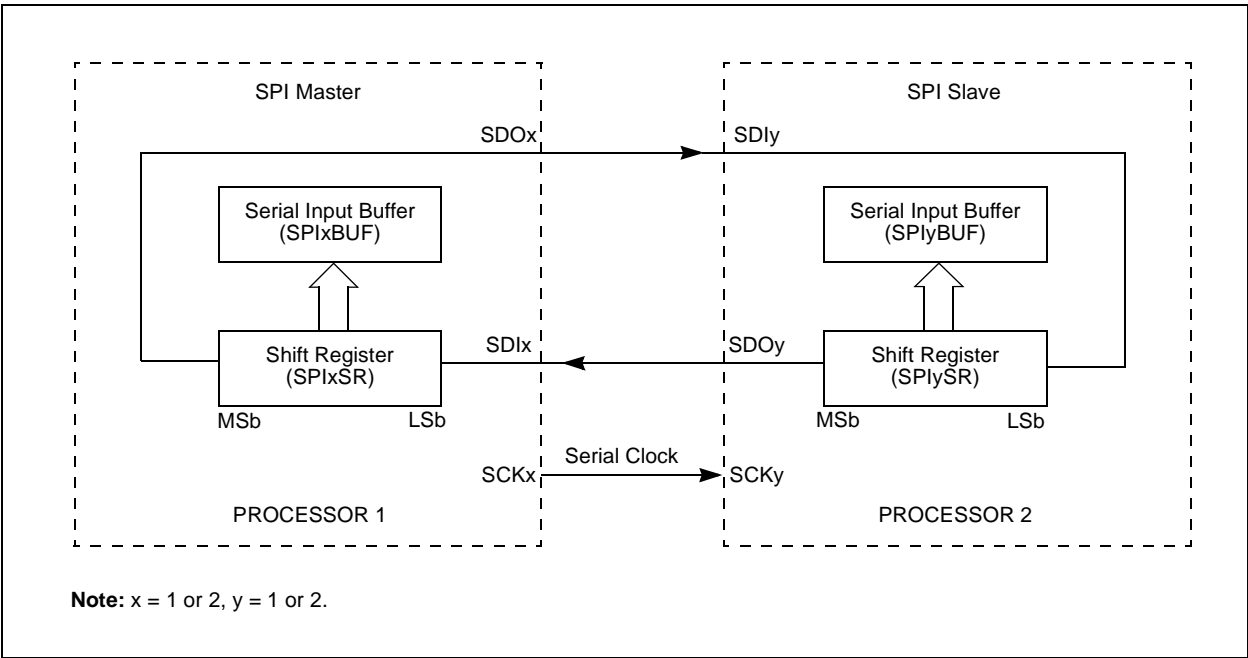 SPI Master
SPI Slave
SDOx
SDIy
Serial Input Buffer
(SPIxBUF)
Serial Input Buffer
(SPIyBUF)
SDIx
SDOy
Shift Register
(SPIxSR)
Shift Register
(SPIySR)
MSb
LSb
MSb
LSb
Serial Clock
SCKx
SCKy
PROCESSOR 1
PROCESSOR 2
Note: x = 1 or 2, y = 1 or 2.